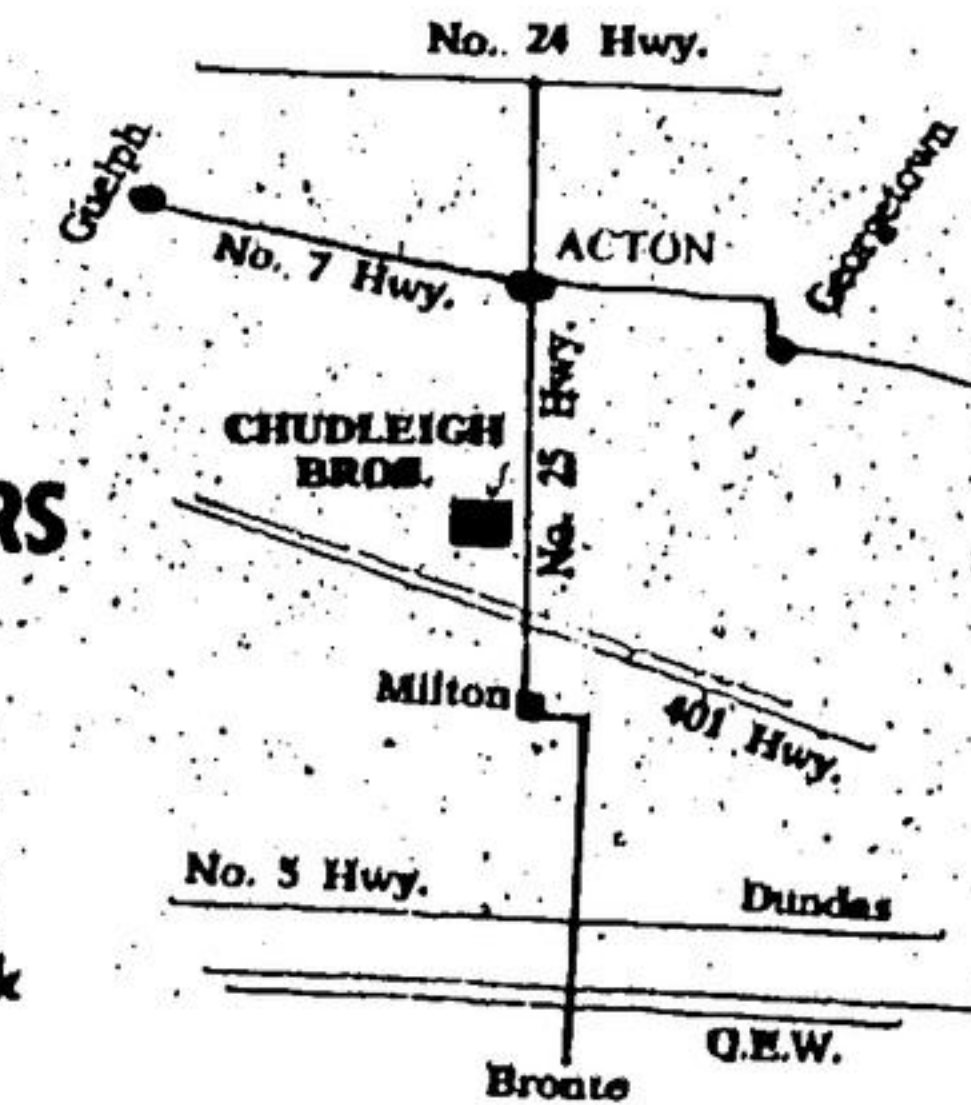 No. 24 Hwy.
Guelph
Georgetown
ACTON
No. 7 Hwy.
No. 25 Hwy.
CHUDLEIGH
BROS.
RS
Milton
401 Hwy.
No. 5 Hwy.
Dundas
k
Q.E.W.
Bronte